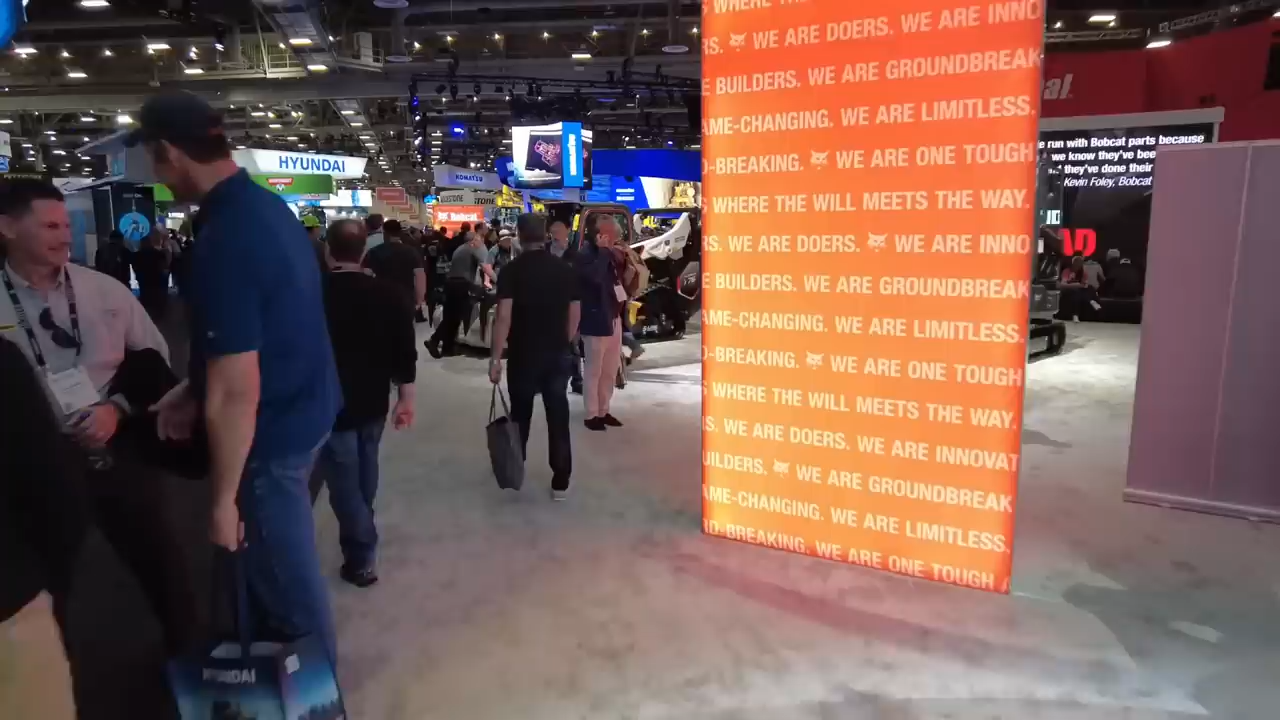 WHERE
RS. WE ARE DOERS. WE ARE INNO
E BUILDERS. WE ARE GROUNDBREAK
AME-CHANGING. WE ARE LIMITLESS.
D-BREAKING. WE ARE ONE TOUGH
S WHERE THE WILL MEETS THE WAY.
RS. WE ARE DOERS. WE ARE INNO
E BUILDERS. WE ARE GROUNDBREAK
AME-CHANGING. WE ARE LIMITLESS.
D-BREAKING. WE ARE ONE TOUGH
S WHERE THE WILL MEETS THE WAY.
RS. WE ARE DOERS. WE ARE INNOVAT
UILDERS. WE ARE GROUNDBREAK
AME-CHANGING. WE ARE LIMITLESS.
RD-BREAKING. WE ARE ONE TOUGH
al.
e run with Bobcat parts because
we know they've bee
they've done their
Kevin Foley, Bobcat
AD
HYUNDAI
KOMATSU
Bobcat
HYUNDAI